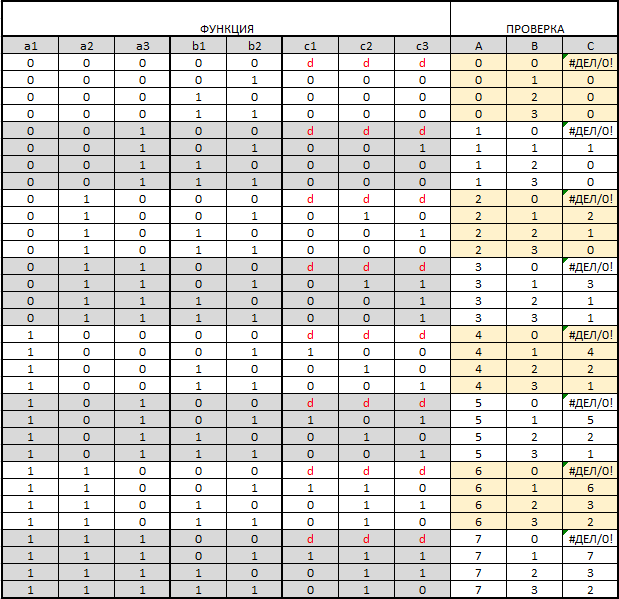 ФУНКЦИЯ ПРОВЕРКА
a1 a2 a3 b1 b2 c1 c2 c3 A B C
0 0 0 0 0 d d d 0 0 #ДЕЛ/0!
0 0 0 0 1 0 0 0 0 1 0
0 0 0 1 0 0 0 0 0 2 0
0 0 0 1 1 0 0 0 0 3 0
0 0 1 0 0 d d d 1 0 #ДЕЛ/0!
0 0 1 0 1 0 0 1 1 1 1
0 0 1 1 0 0 0 0 1 2 0
0 0 1 1 1 0 0 0 1 3 0
0 1 0 0 0 d d d 2 0 #ДЕЛ/0!
0 1 0 0 1 0 1 0 2 1 2
0 1 0 1 0 0 0 1 2 2 1
0 1 0 1 1 0 0 0 2 3 0
0 1 1 0 0 d d d 3 0 #ДЕЛ/0!
0 1 1 0 1 0 1 1 3 1 3
0 1 1 1 0 0 0 1 3 2 1
0 1 1 1 1 0 0 1 3 3 1
1 0 0 0 0 d d d 4 0 #ДЕЛ/0!
1 0 0 0 1 1 0 0 4 1 4
1 0 0 1 0 0 1 0 4 2 2
1 0 0 1 1 0 0 1 4 3 1
1 0 1 0 0 d d d 5 0 #ДЕЛ/0!
1 0 1 0 1 1 0 1 5 1 5
1 0 1 1 0 0 1 0 5 2 2
1 0 1 1 1 0 0 1 5 3 1
1 1 0 0 0 d d d 6 0 #ДЕЛ/0!
1 1 0 0 1 1 1 0 6 1 6
1 1 0 1 0 0 1 1 6 2 3
1 1 0 1 1 0 1 0 6 3 2
1 1 1 0 0 d d d 7 0 #ДЕЛ/0!
1 1 1 0 1 1 1 1 7 1 7
1 1 1 1 0 0 1 1 7 2 3
1 1 1 1 1 0 1 0 7 3 2